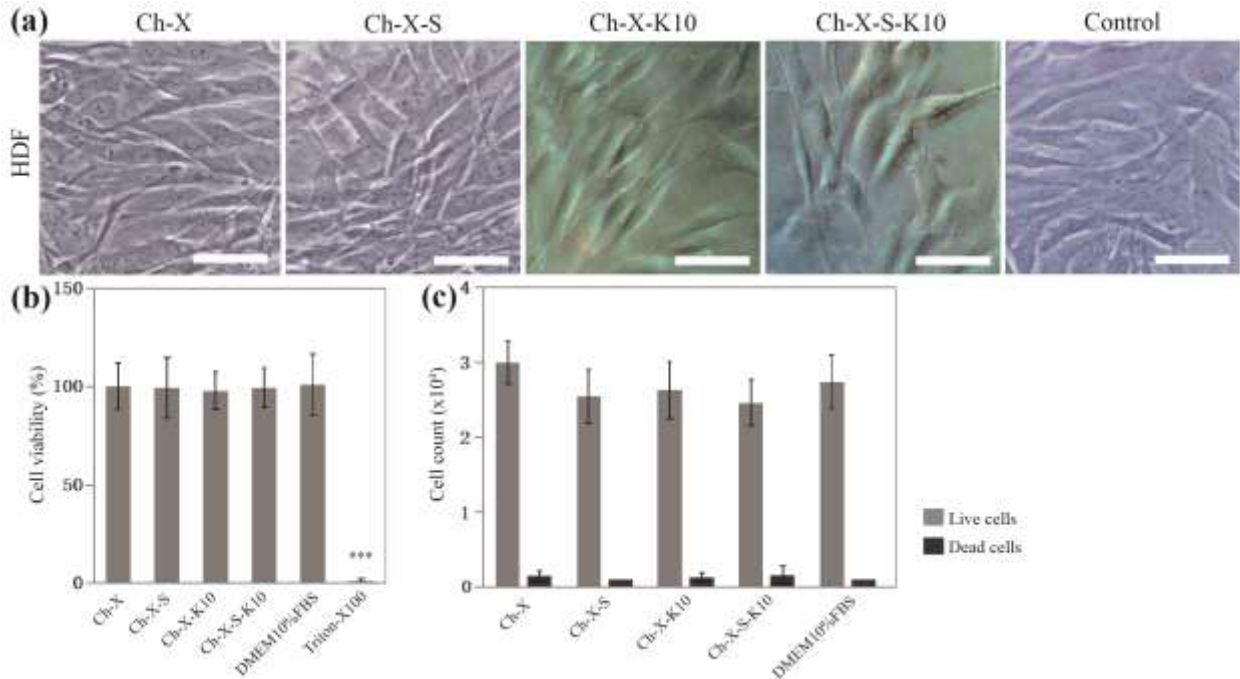 (a) Ch-X Ch-X-S Ch-X-K10 Ch-X-S-K10 Control
HDF
(b)
150
100
50
0
Cell viability (%)
***
Ch-X
Ch-X-S
Ch-X-K10
Ch-X-S-K10
DMEM10%FBS
Triton-X100
(c)
4
3
2
1
0
Cell count (x10⁴)
Ch-X
Ch-X-S
Ch-X-K10
Ch-X-S-K10
DMEM10%FBS
Live cells
Dead cells